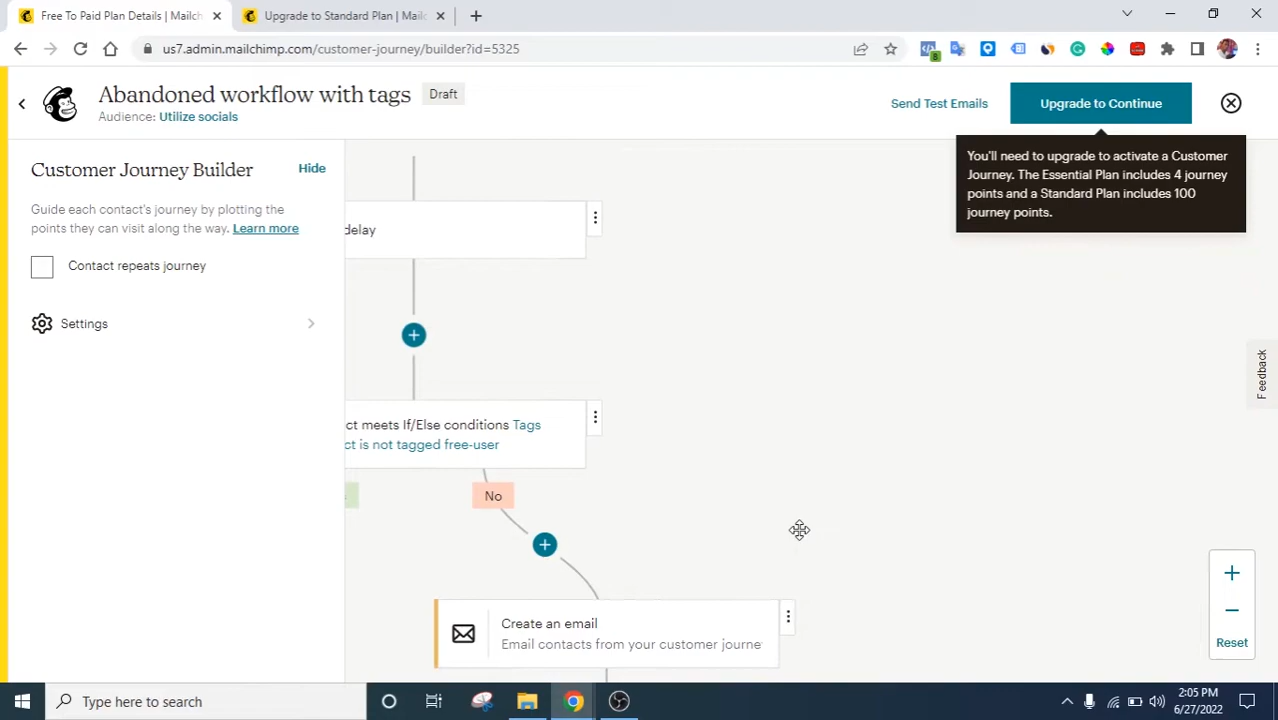 Free To Paid Plan Details | Mailch
Upgrade to Standard Plan | Mailc
us7.admin.mailchimp.com/customer-journey/builder?id=5325
8
Abandoned workflow with tags
Draft
Audience: Utilize socials
Send Test Emails
Upgrade to Continue
You'll need to upgrade to activate a Customer
Journey. The Essential Plan includes 4 journey
points and a Standard Plan includes 100
journey points.
Customer Journey Builder
Hide
Guide each contact's journey by plotting the
points they can visit along the way. Learn more
Contact repeats journey
Settings
delay
ct meets If/Else conditions Tags
ct is not tagged free-user
No
Create an email
Email contacts from your customer journe
Feedback
Reset
Type here to search
2:05 PM
6/27/2022